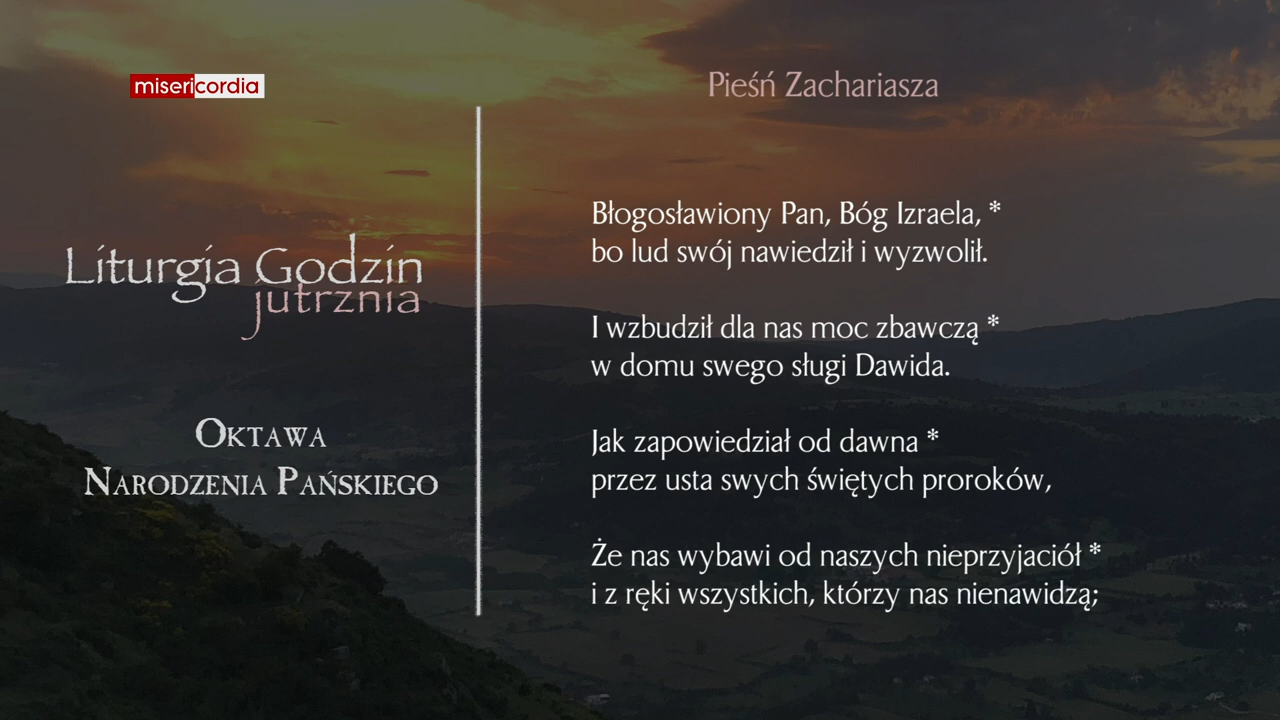 misericordia
Liturgia Godzin
jutrznia
Oktawa
Narodzenia Pańskiego
Pieśń Zachariasza
Błogosławiony Pan, Bóg Izraela, *
bo lud swój nawiedził i wyzwolił.
I wzbudził dla nas moc zbawczą *
w domu swego sługi Dawida.
Jak zapowiedział od dawna *
przez usta swych świętych proroków,
Że nas wybawi od naszych nieprzyjaciół *
i z ręki wszystkich, którzy nas nienawidzą;